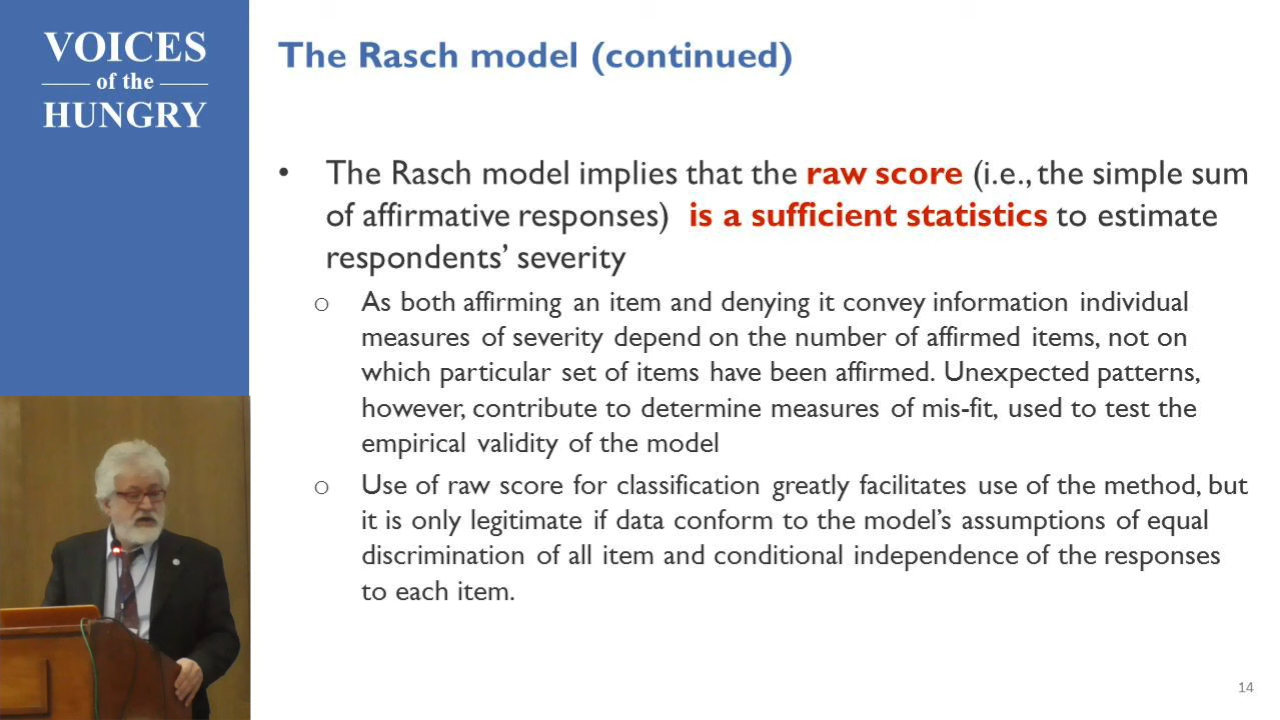 VOICES
of the
HUNGRY
The Rasch model (continued)
• The Rasch model implies that the raw score (i.e., the simple sum
of affirmative responses) is a sufficient statistics to estimate
respondents’ severity
o As both affirming an item and denying it convey information individual
measures of severity depend on the number of affirmed items, not on
which particular set of items have been affirmed. Unexpected patterns,
however, contribute to determine measures of mis-fit, used to test the
empirical validity of the model
o Use of raw score for classification greatly facilitates use of the method, but
it is only legitimate if data conform to the model’s assumptions of equal
discrimination of all item and conditional independence of the responses
to each item.
14